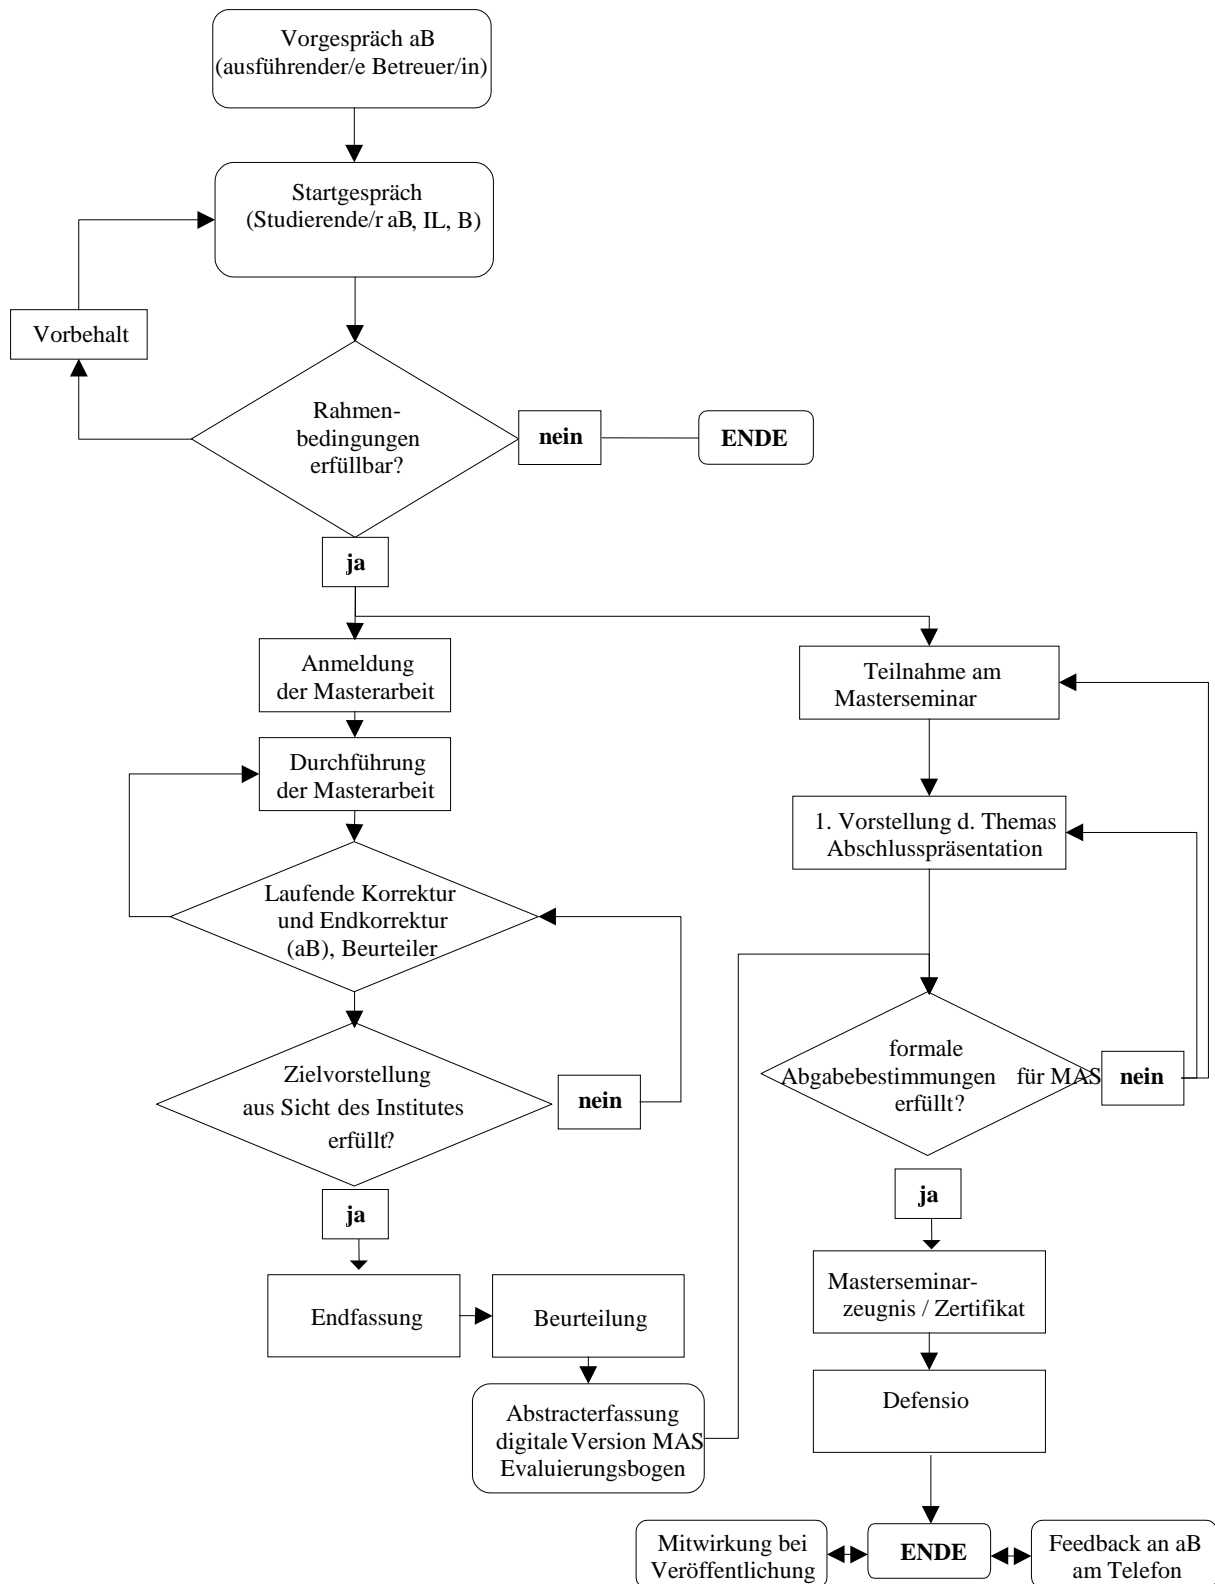 Vorgespräch aB
(ausführender/e Betreuer/in)
Startgespräch
(Studierende/r aB, IL, B)
Vorbehalt
Rahmen-
bedingungen
erfüllbar?
nein
ENDE
ja
Anmeldung
der Masterarbeit
Teilnahme am
Masterseminar
Durchführung
der Masterarbeit
1. Vorstellung d. Themas
Abschlusspräsentation
Laufende Korrektur
und Endkorrektur
(aB), Beurteiler
formale
Abgabebestimmungen für MAS
erfüllt?
nein
Zielvorstellung
aus Sicht des Institutes
erfüllt?
nein
ja
ja
Masterseminar-
zeugnis / Zertifikat
Endfassung
Beurteilung
Defensio
Abstracterfassung
digitale Version MAS
Evaluierungsbogen
Mitwirkung bei
Veröffentlichung
ENDE
Feedback an aB
am Telefon